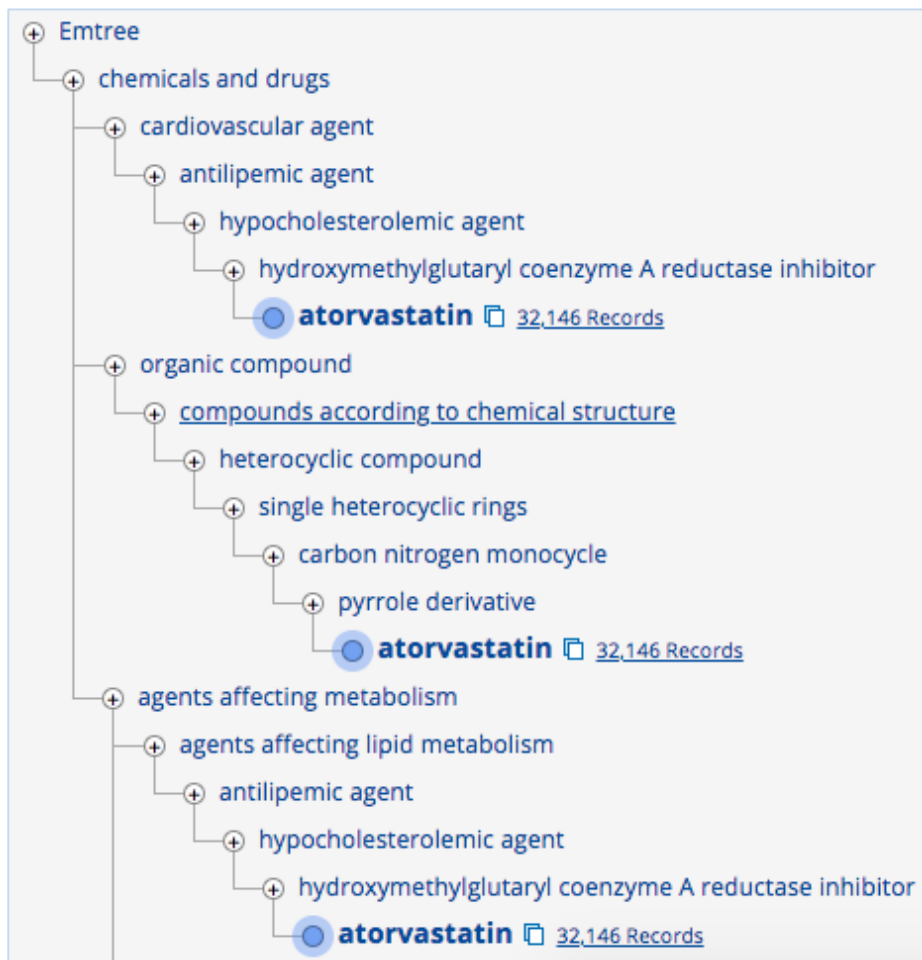 Emtree
chemicals and drugs
cardiovascular agent
antilipemic agent
hypocholesterolemic agent
hydroxymethylglutaryl coenzyme A reductase inhibitor
atorvastatin 32,146 Records
organic compound
compounds according to chemical structure
heterocyclic compound
single heterocyclic rings
carbon nitrogen monocycle
pyrrole derivative
atorvastatin 32,146 Records
agents affecting metabolism
agents affecting lipid metabolism
antilipemic agent
hypocholesterolemic agent
hydroxymethylglutaryl coenzyme A reductase inhibitor
atorvastatin 32,146 Records